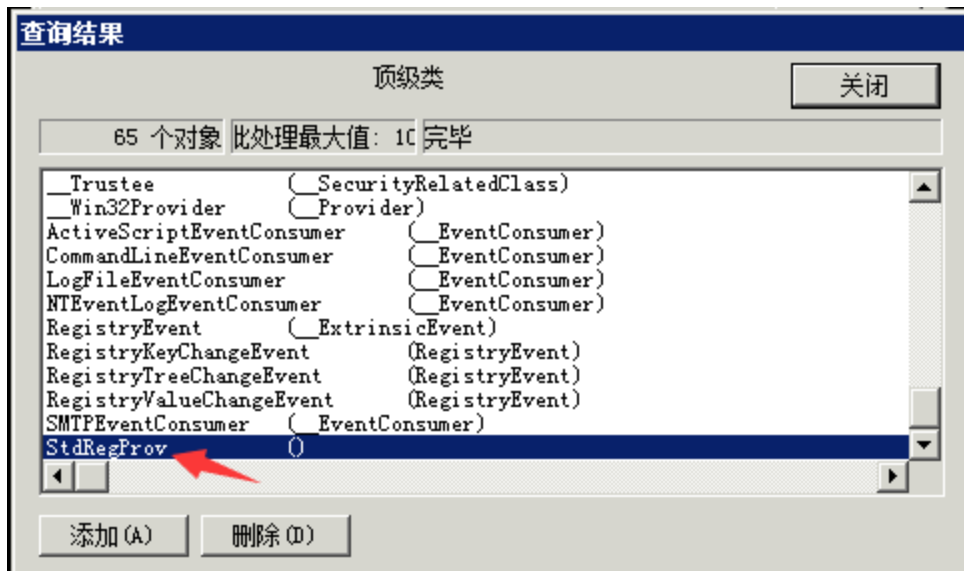 查询结果
顶级类
关闭
65 个对象 比处理最大值: 10 完毕
__Trustee (__SecurityRelatedClass)
__Win32Provider (__Provider)
ActiveScriptEventConsumer (__EventConsumer)
CommandLineEventConsumer (__EventConsumer)
LogFileEventConsumer (__EventConsumer)
NTEventLogEventConsumer (__EventConsumer)
RegistryEvent (__ExtrinsicEvent)
RegistryKeyChangeEvent (RegistryEvent)
RegistryTreeChangeEvent (RegistryEvent)
RegistryValueChangeEvent (RegistryEvent)
SMTPEventConsumer (__EventConsumer)
StdRegProv ()
添加(A) 删除(D)